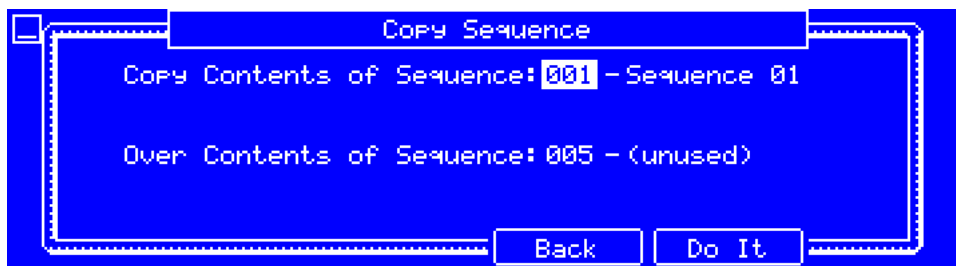 Copy Sequence
Copy Contents of Sequence:001-Sequence 01
Over Contents of Sequence:005-(unused)
Back Do It